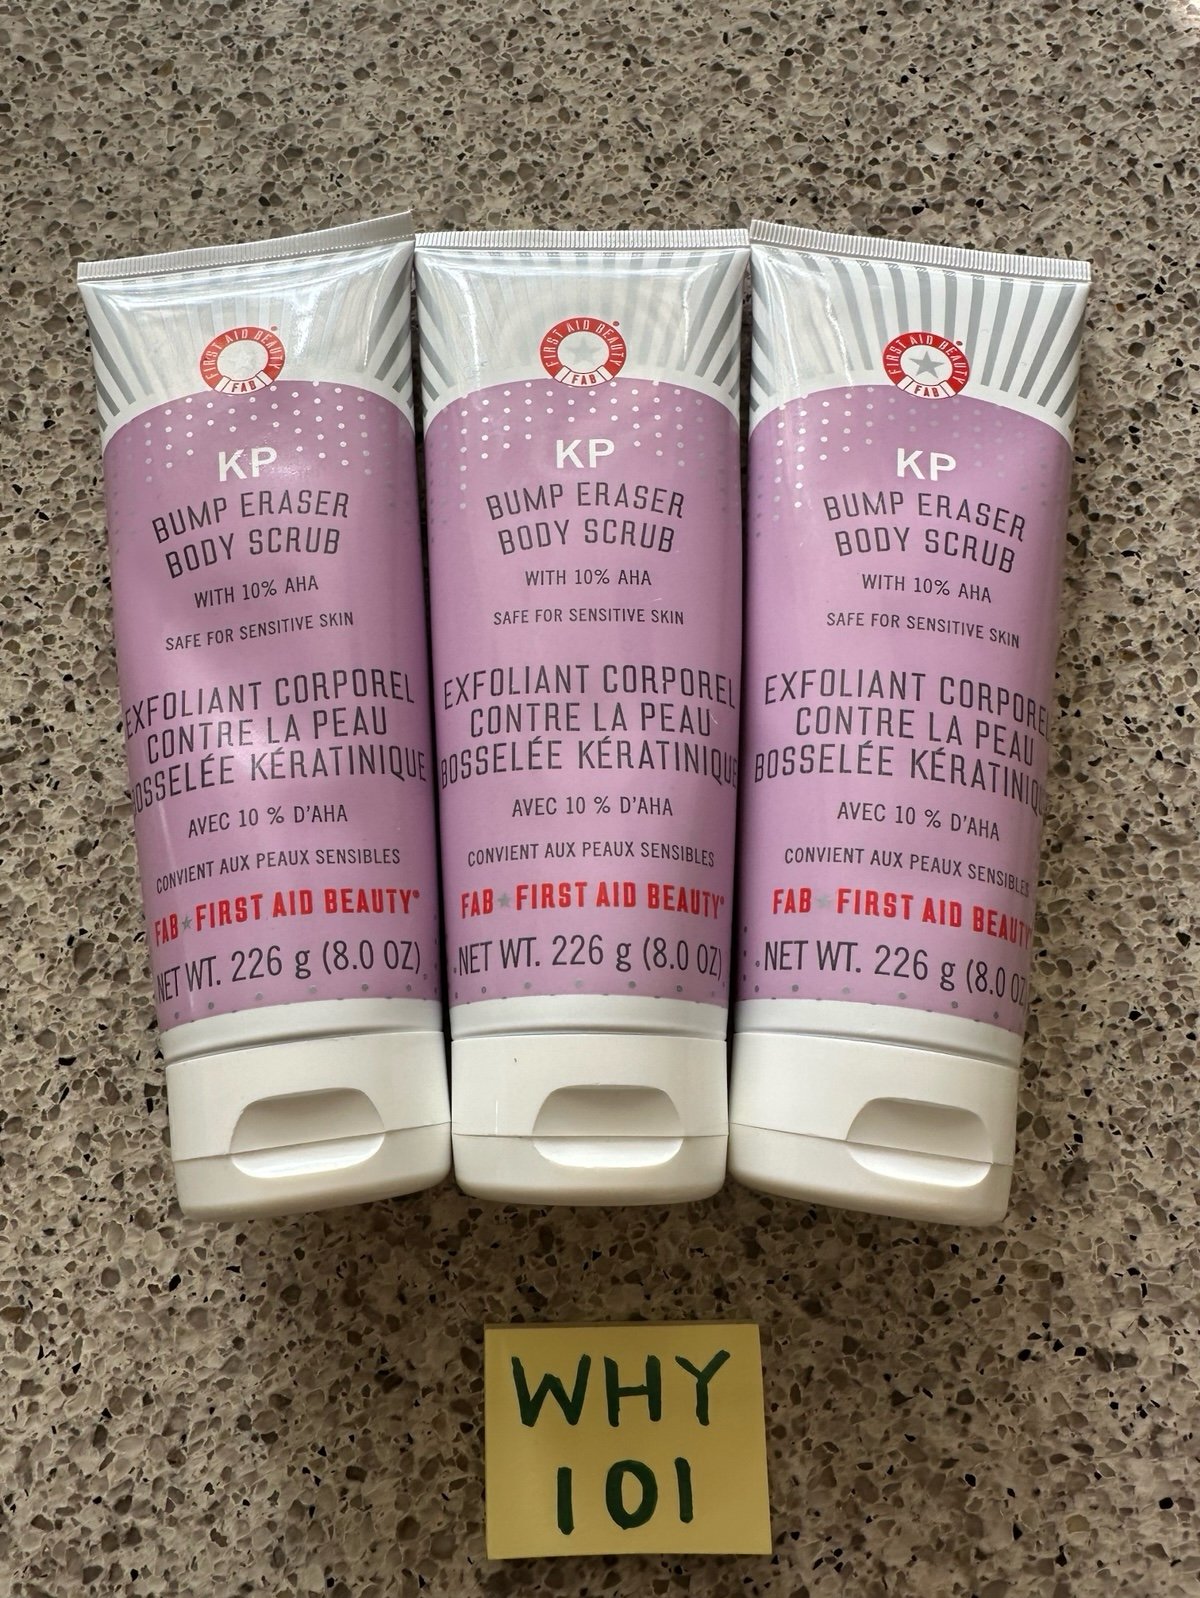 FIRST AID BEAUTY
FAB
KP
BUMP ERASER
BODY SCRUB
WITH 10% AHA
SAFE FOR SENSITIVE SKIN
EXFOLIANT CORPOREL
CONTRE LA PEAU
BOSSELÉE KÉRATINIQUE
AVEC 10 % D'AHA
CONVIENT AUX PEAUX SENSIBLES
FAB FIRST AID BEAUTY®
NET WT. 226 g (8.0 OZ)
FIRST AID BEAUTY
FAB
KP
BUMP ERASER
BODY SCRUB
WITH 10% AHA
SAFE FOR SENSITIVE SKIN
EXFOLIANT CORPOREL
CONTRE LA PEAU
BOSSELÉE KÉRATINIQUE
AVEC 10 % D'AHA
CONVIENT AUX PEAUX SENSIBLES
FAB FIRST AID BEAUTY®
NET WT. 226 g (8.0 OZ)
FIRST AID BEAUTY
FAB
KP
BUMP ERASER
BODY SCRUB
WITH 10% AHA
SAFE FOR SENSITIVE SKIN
EXFOLIANT CORPOREL
CONTRE LA PEAU
BOSSELÉE KÉRATINIQU
AVEC 10 % D'AHA
CONVIENT AUX PEAUX SENSIBLES
FAB FIRST AID BEAUTY
NET WT. 226 g (8.0 OZ
WHY
101